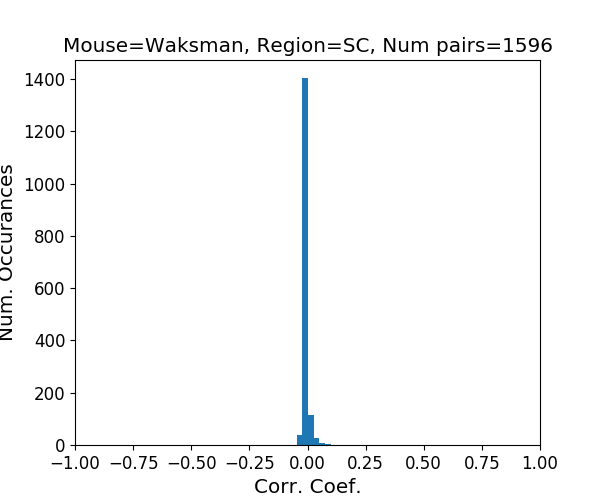 Mouse=Waksman, Region=SC, Num pairs=1596
1400
1200
1000
800
600
400
200
0
Num. Occurances
−1.00 −0.75 −0.50 −0.25 0.00 0.25 0.50 0.75 1.00
Corr. Coef.